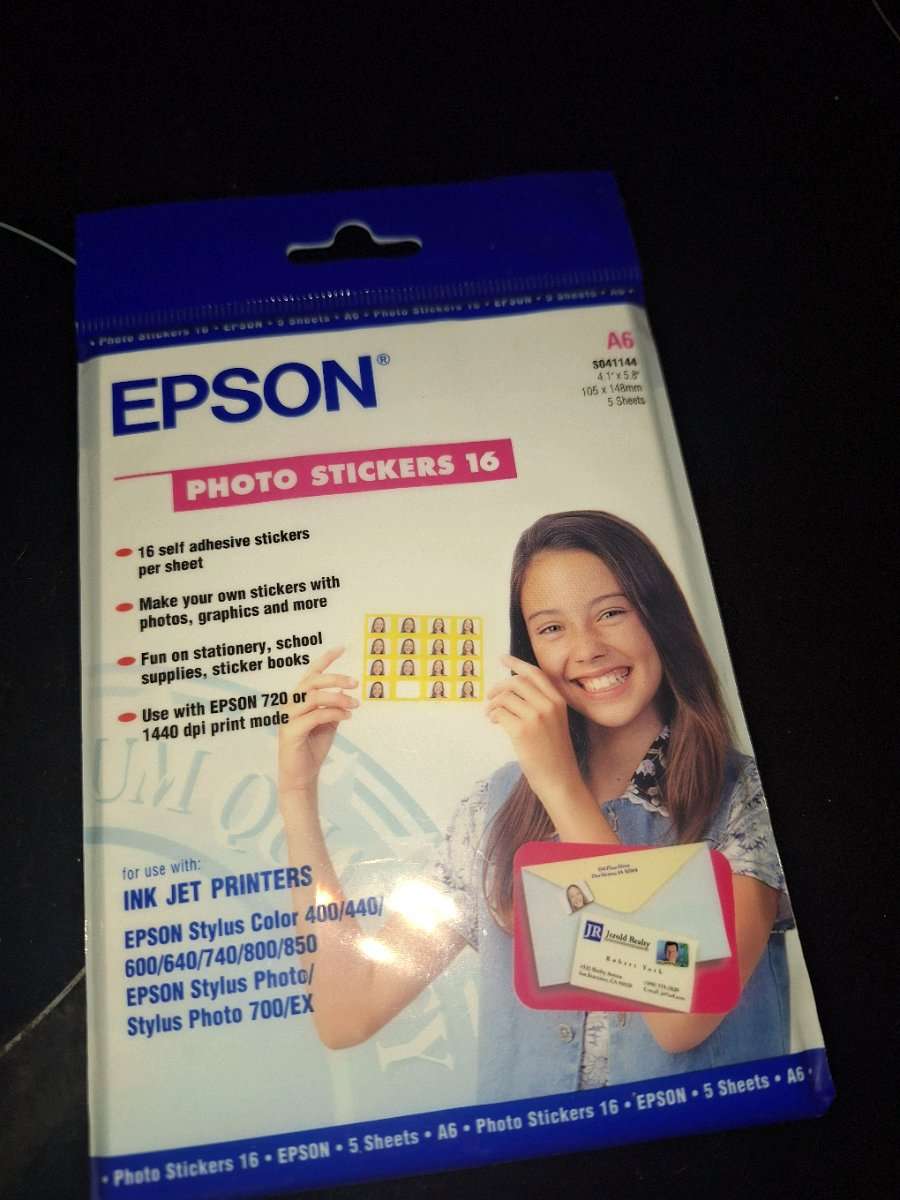 • Photo Stickers 16 • EPSON • 5 Sheets • A6 • Photo Stickers 16 • EPSON • 5 Sheets • A6 •
EPSON®
A6
S041144
4.1" x 5.8"
105 x 148mm
5 Sheets
PHOTO STICKERS 16
• 16 self adhesive stickers
per sheet
• Make your own stickers with
photos, graphics and more
• Fun on stationery, school
supplies, sticker books
• Use with EPSON 720 or
1440 dpi print mode
for use with:
INK JET PRINTERS
EPSON Stylus Color 400/440/
600/640/740/800/850
EPSON Stylus Photo/
Stylus Photo 700/EX
JR Jerold Realty
Robert York
• Photo Stickers 16 • EPSON • 5 Sheets • A6 • Photo Stickers 16 • EPSON • 5 Sheets • A6 •